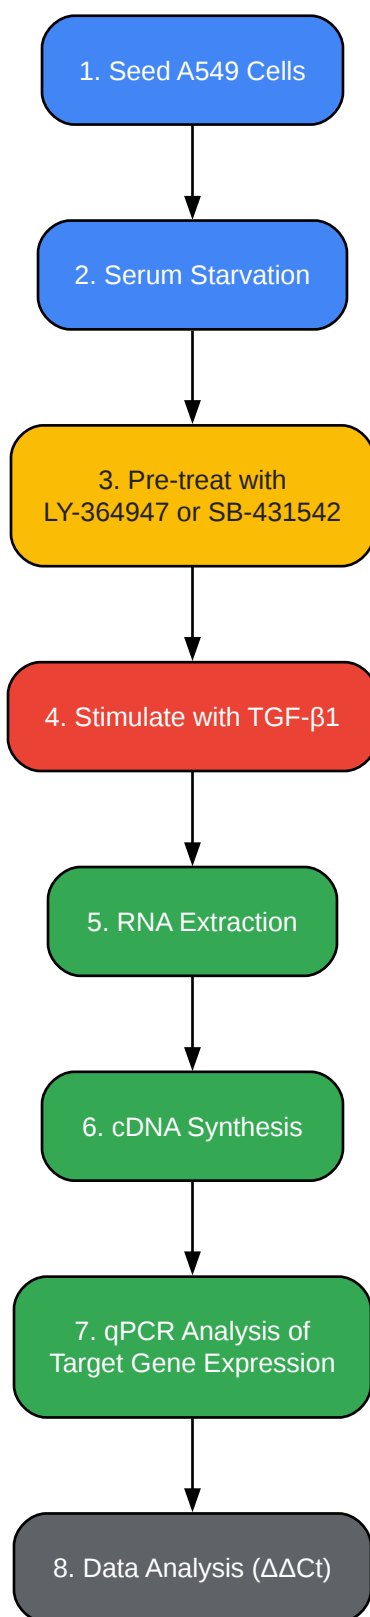 1. Seed A549 Cells
2. Serum Starvation
3. Pre-treat with
LY-364947 or SB-431542
4. Stimulate with TGF-β1
5. RNA Extraction
6. cDNA Synthesis
7. qPCR Analysis of
Target Gene Expression
8. Data Analysis (ΔΔCt)